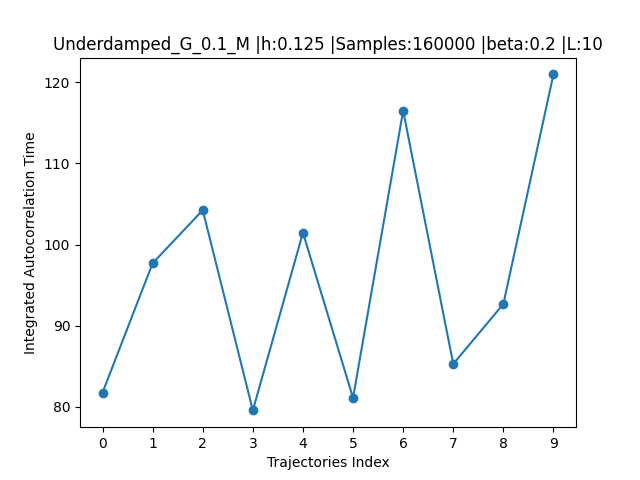 Underdamped_G_0.1_M |h:0.125 |Samples:160000 |beta:0.2 |L:10
120
110
100
90
80
Integrated Autocorrelation Time
0 1 2 3 4 5 6 7 8 9
Trajectories Index